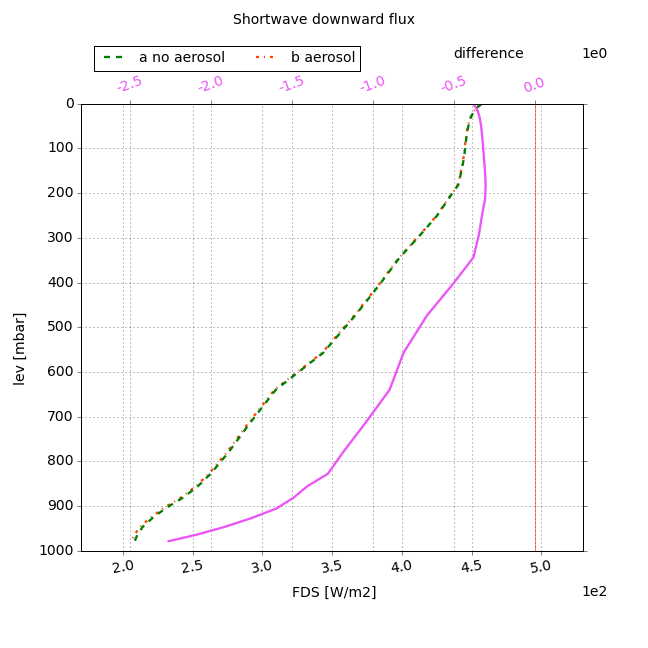 Shortwave downward flux
a no aerosol b aerosol difference 1e0
-2.5 -2.0 -1.5 -1.0 -0.5 0.0
0
100
200
300
400
500
600
700
800
900
1000
lev [mbar]
2.0 2.5 3.0 3.5 4.0 4.5 5.0
FDS [W/m2] 1e2